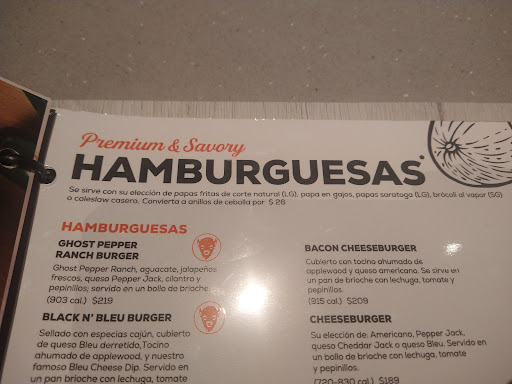 Premium & Savory
HAMBURGUESAS*
Se sirve con su elección de papas fritas de corte natural (LG), papa en gajos, papas saratoga (LG), brócoli al vapor (SG)
o coleslaw casero. Convierta a anillos de cebolla por $ 26
HAMBURGUESAS
GHOST PEPPER
RANCH BURGER
Ghost Pepper Ranch, aguacate, jalapeños
frescos, queso Pepper Jack, cilantro y
pepinillos; servido en un bollo de brioche.
(903 cal.) $219
BLACK N' BLEU BURGER
Sellado con especias cajún, cubierto
de queso Bleu derretido,Tocino
ahumado de applewood, y nuestro
famoso Bleu Cheese Dip. Servido en
un pan brioche con lechuga, tomate
BACON CHEESEBURGER
Cubierto con tocino ahumado de
applewood y queso americano. Se sirve en
un pan de brioche con lechuga, tomate y
pepinillos.
(915 cal.) $209
CHEESEBURGER
Su elección de: Americano, Pepper Jack,
queso Cheddar Jack o queso Bleu. Servido en
un bollo de brioche con lechuga, tomate
y pepinillos.
(720-830 cal.) $189